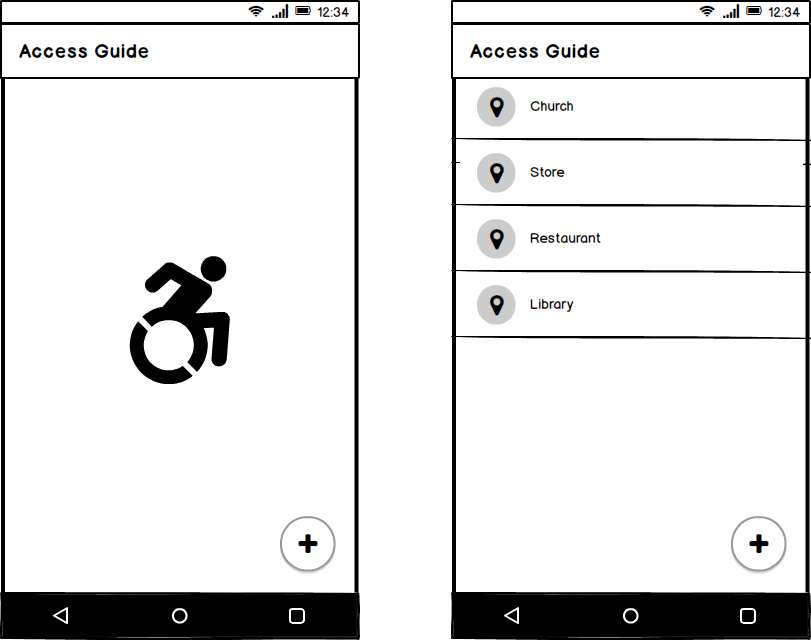 12:34
Access Guide
12:34
Access Guide
Church
Store
Restaurant
Library